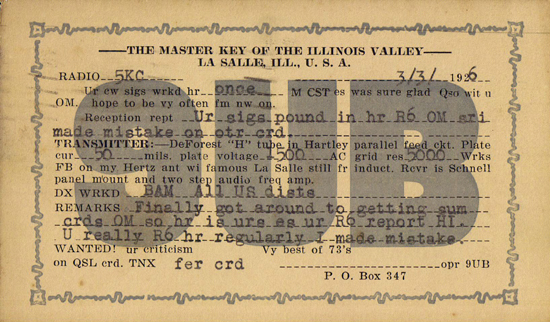 THE MASTER KEY OF THE ILLINOIS VALLEY
LA SALLE, ILL., U. S. A.
RADIO 5KC 3/3/ 1926
Ur cw sigs wrkd hr once M CST es was sure glad Qso wit u
OM. hope to be vy often fm nw on.
Reception rept Ur sigs pound in hr R6 OM sri
made mistake on otr crd.
TRANSMITTER:—DeForest "H" tube in Hartley parallel feed ckt. Plate
cur 50 mils. plate voltage 1500 AC grid res 5000 Wrks
FB on my Hertz ant wi famous La Salle still fr induct. Rcvr is Schnell
panel mount and two step audio freq amp.
DX WRKD BAM All US dists
REMARKS Finally got around to getting sum
crds OM so hr is urs es ur R6 report HI.
U really R6 hr regularly I made mistake.
WANTED! ur criticism Vy best of 73's
on QSL crd. TNX fer crd opr 9UB
P. O. Box 347
9UB